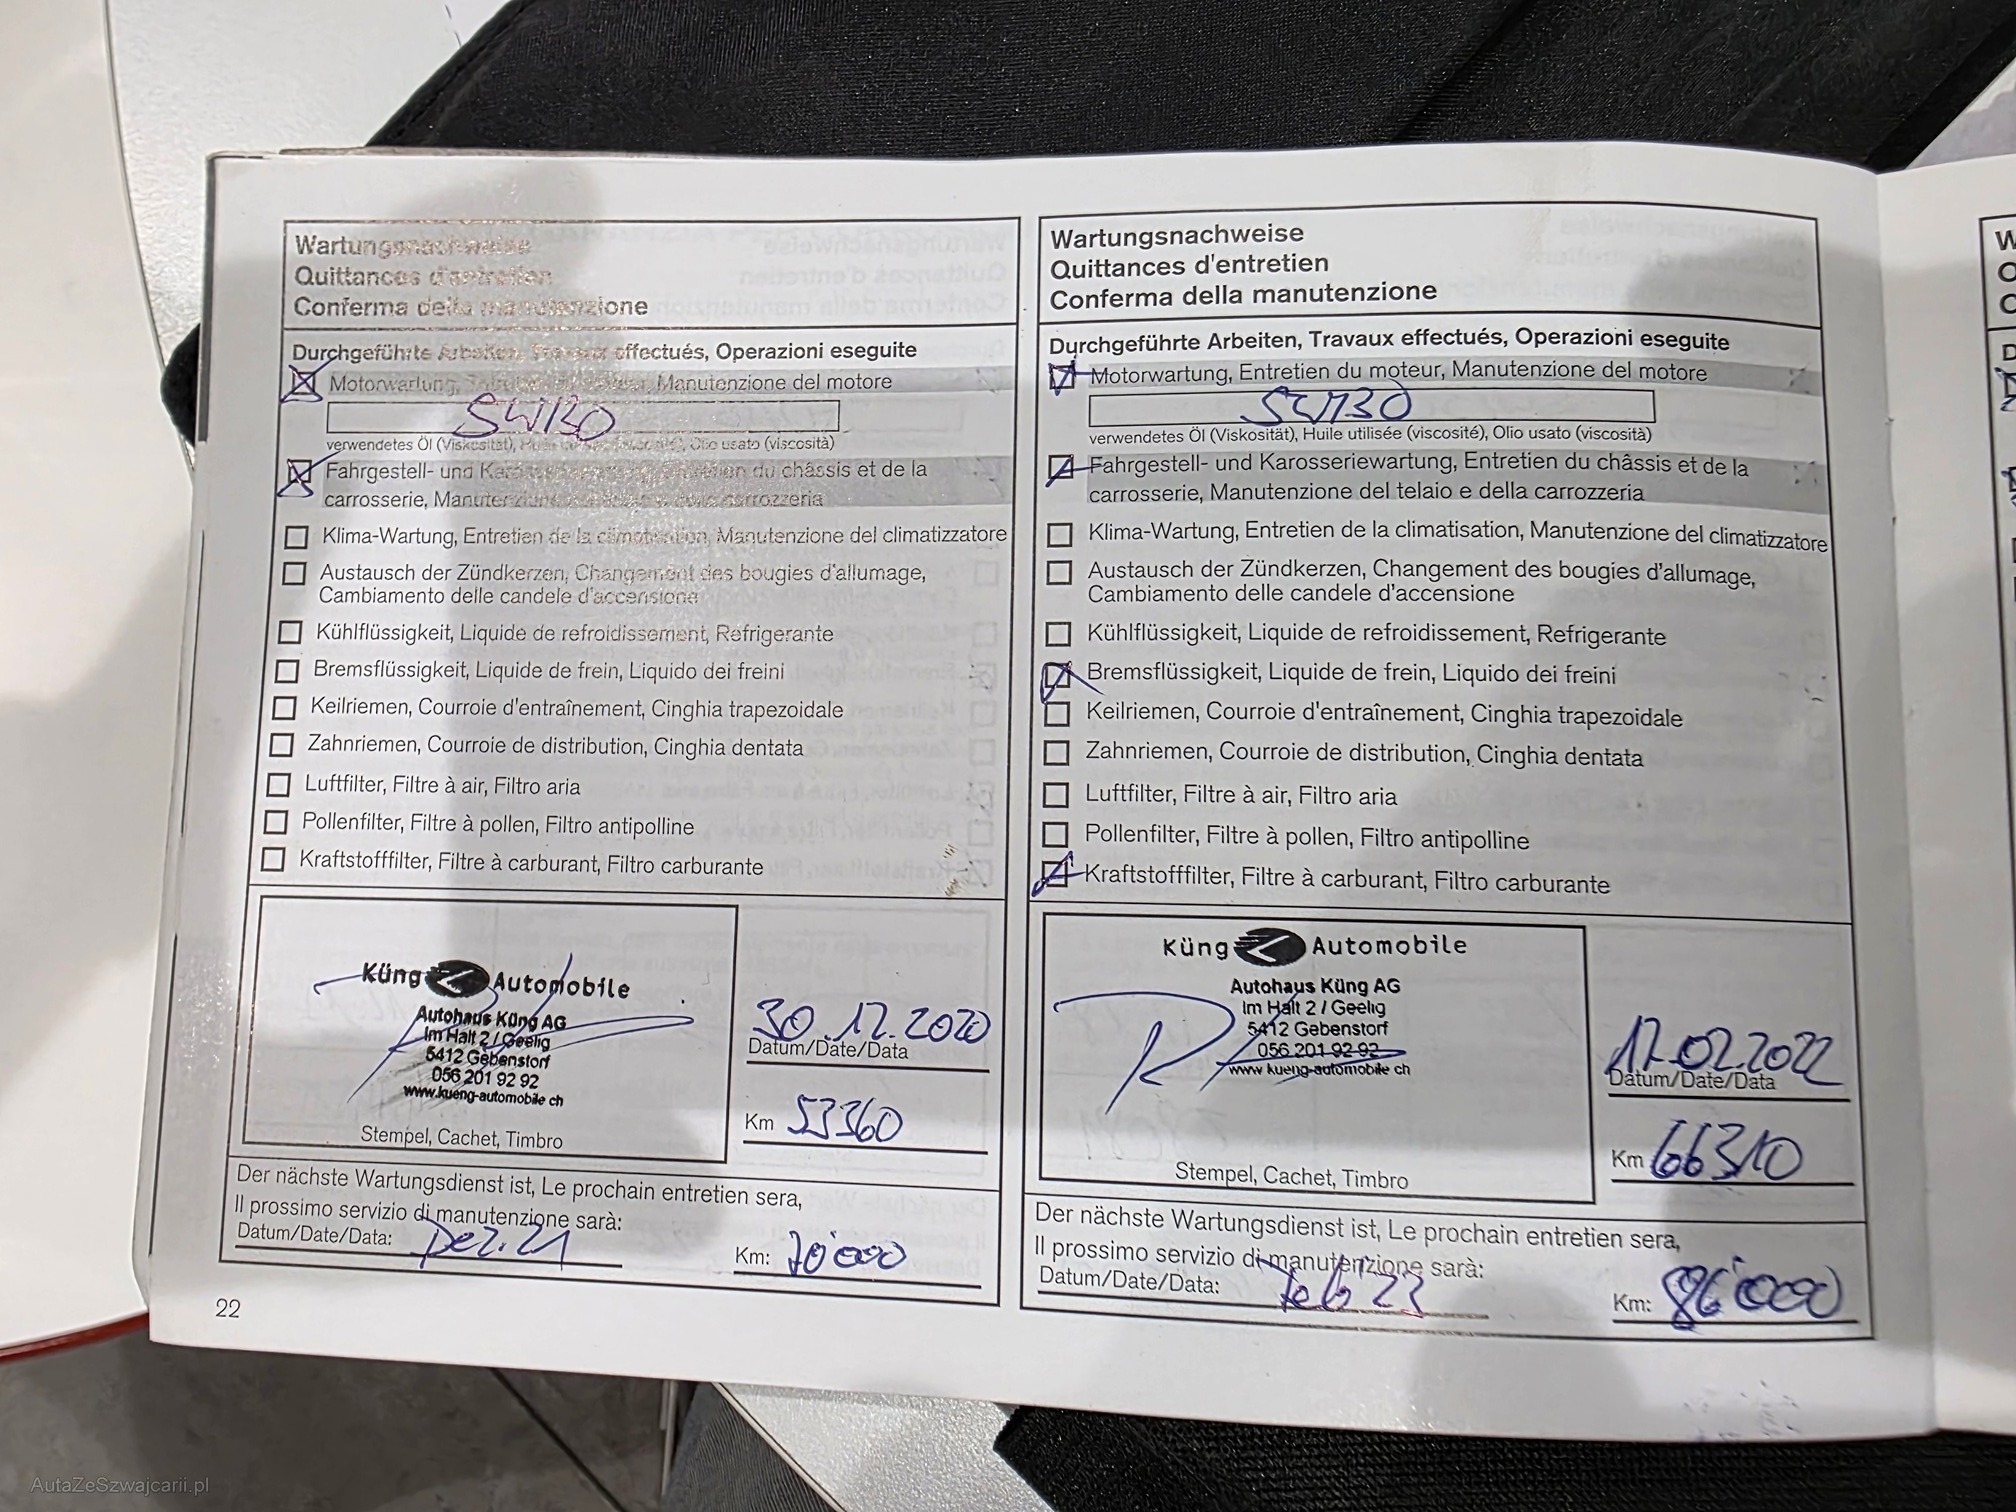 Wartungsnachweise
Quittances d'entretien
Conferma della manutenzione
Durchgeführte Arbeiten, Travaux effectués, Operazioni eseguite
Motorwartung, Entretien du moteur, Manutenzione del motore
5W30
verwendetes Öl (Viskosität), Huile utilisée (viscosité), Olio usato (viscosità)
Fahrgestell- und Karosseriewartung, Entretien du châssis et de la
carrosserie, Manutenzione del telaio e della carrozzeria
Klima-Wartung, Entretien de la climatisation, Manutenzione del climatizzatore
Austausch der Zündkerzen, Changement des bougies d'allumage,
Cambiamento delle candele d'accensione
Kühlflüssigkeit, Liquide de refroidissement, Refrigerante
Bremsflüssigkeit, Liquide de frein, Liquido dei freini
Keilriemen, Courroie d'entraînement, Cinghia trapezoidale
Zahnriemen, Courroie de distribution, Cinghia dentata
Luftfilter, Filtre à air, Filtro aria
Pollenfilter, Filtre à pollen, Filtro antipolline
Kraftstofffilter, Filtre à carburant, Filtro carburante
Küng Automobile
Autohaus Küng AG
Im Halt 2 / Geelig
5412 Gebenstorf
056 201 92 92
www.kueng-automobile ch
Stempel, Cachet, Timbro
30.12.2020
Datum/Date/Data
Km 53360
Der nächste Wartungsdienst ist, Le prochain entretien sera,
Il prossimo servizio di manutenzione sarà:
Datum/Date/Data: Dez. 21 Km: 70'000
22
Wartungsnachweise
Quittances d'entretien
Conferma della manutenzione
Durchgeführte Arbeiten, Travaux effectués, Operazioni eseguite
Motorwartung, Entretien du moteur, Manutenzione del motore
5W30
verwendetes Öl (Viskosität), Huile utilisée (viscosité), Olio usato (viscosità)
Fahrgestell- und Karosseriewartung, Entretien du châssis et de la
carrosserie, Manutenzione del telaio e della carrozzeria
Klima-Wartung, Entretien de la climatisation, Manutenzione del climatizzatore
Austausch der Zündkerzen, Changement des bougies d'allumage,
Cambiamento delle candele d'accensione
Kühlflüssigkeit, Liquide de refroidissement, Refrigerante
Bremsflüssigkeit, Liquide de frein, Liquido dei freini
Keilriemen, Courroie d'entraînement, Cinghia trapezoidale
Zahnriemen, Courroie de distribution, Cinghia dentata
Luftfilter, Filtre à air, Filtro aria
Pollenfilter, Filtre à pollen, Filtro antipolline
Kraftstofffilter, Filtre à carburant, Filtro carburante
Küng Automobile
Autohaus Küng AG
Im Halt 2 / Geelig
5412 Gebenstorf
056 201 92 92
www.kueng-automobile ch
Stempel, Cachet, Timbro
17.02.2022
Datum/Date/Data
Km 66310
Der nächste Wartungsdienst ist, Le prochain entretien sera,
Il prossimo servizio di manutenzione sarà:
Datum/Date/Data: Feb 23 Km: 86'000
AutaZeSzwajcarii.pl